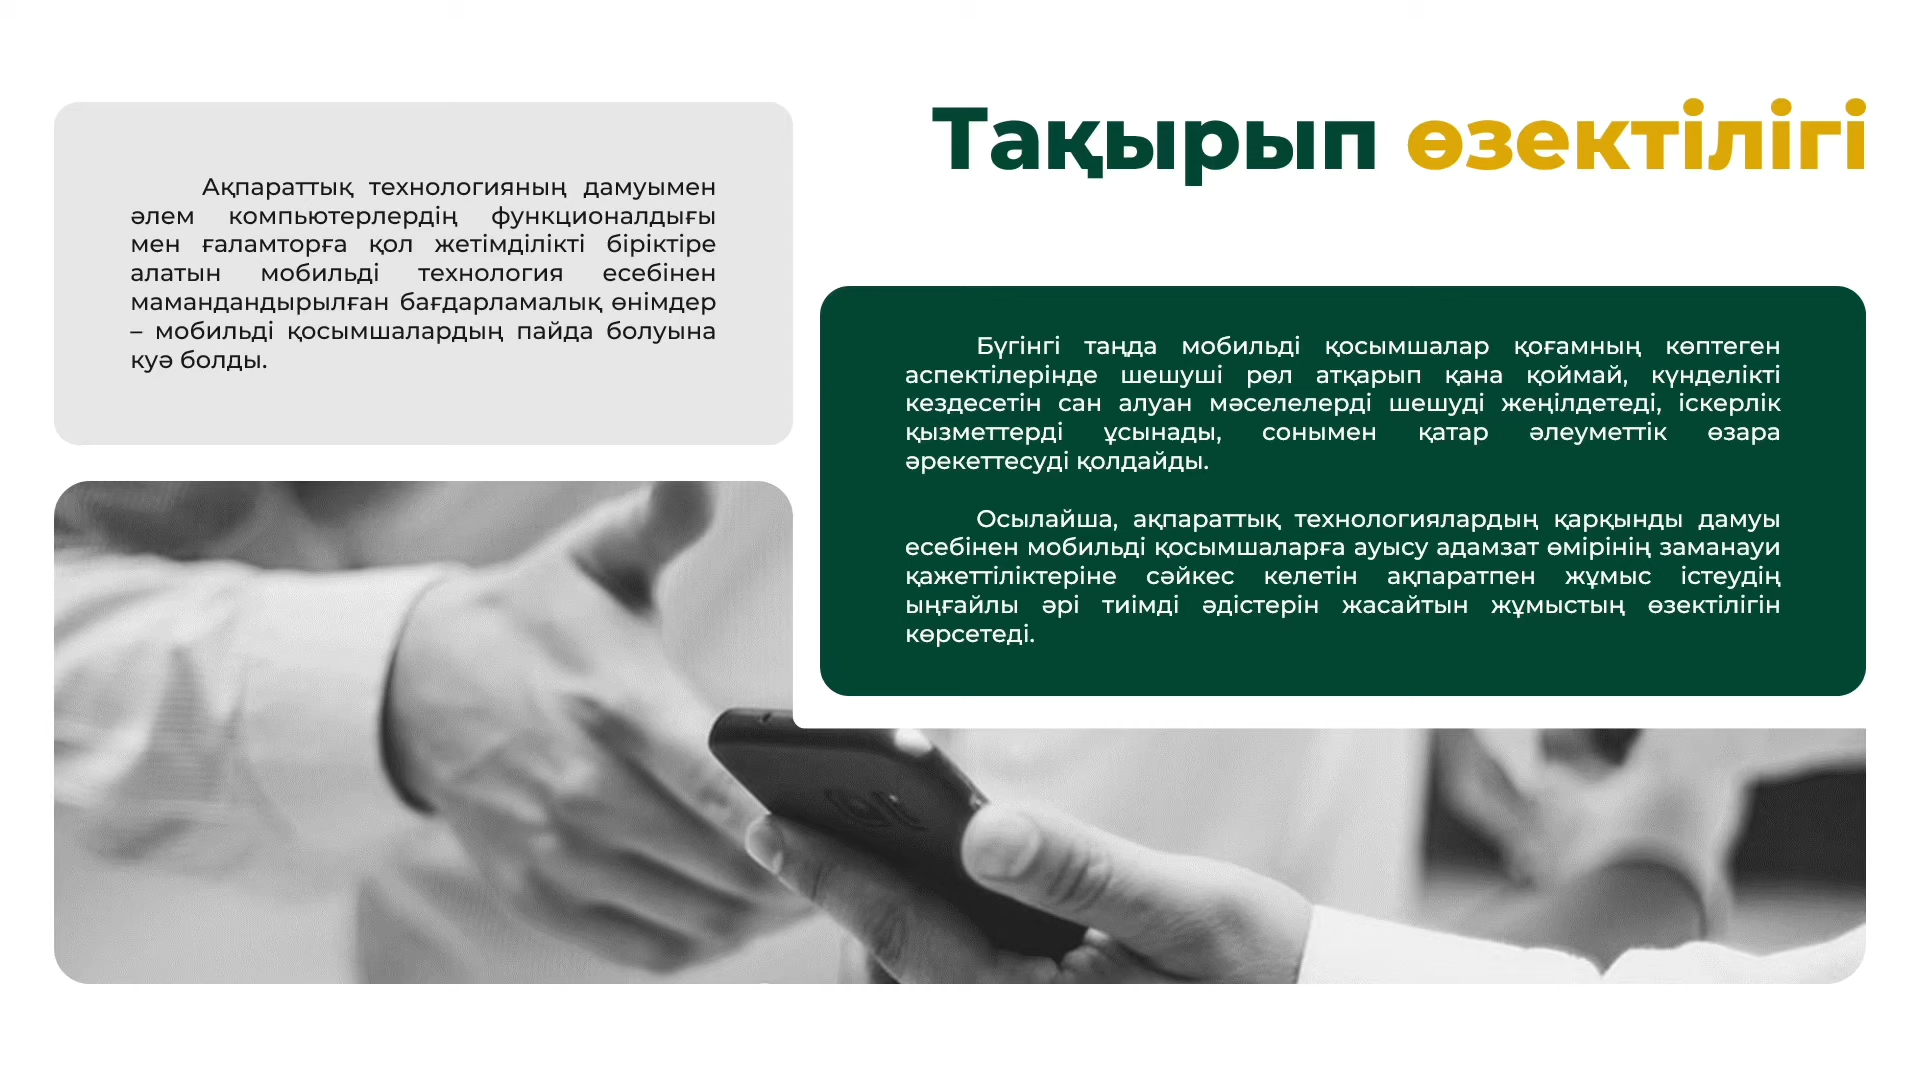 Тақырып өзектілігі
Ақпараттық технологияның дамуымен
әлем компьютерлердің функционалдығы
мен ғаламторға қол жетімділікті біріктіре
алатын мобильді технология есебінен
мамандандырылған бағдарламалық өнімдер
– мобильді қосымшалардың пайда болуына
куә болды.
Бүгінгі таңда мобильді қосымшалар қоғамның көптеген
аспектілерінде шешуші рөл атқарып қана қоймай, күнделікті
кездесетін сан алуан мәселелерді шешуді жеңілдетеді, іскерлік
қызметтерді ұсынады, сонымен қатар әлеуметтік өзара
әрекеттесуді қолдайды.
Осылайша, ақпараттық технологиялардың қарқынды дамуы
есебінен мобильді қосымшаларға ауысу адамзат өмірінің заманауи
қажеттіліктеріне сәйкес келетін ақпаратпен жұмыс істеудің
ыңғайлы әрі тиімді әдістерін жасайтын жұмыстың өзектілігін
көрсетеді.